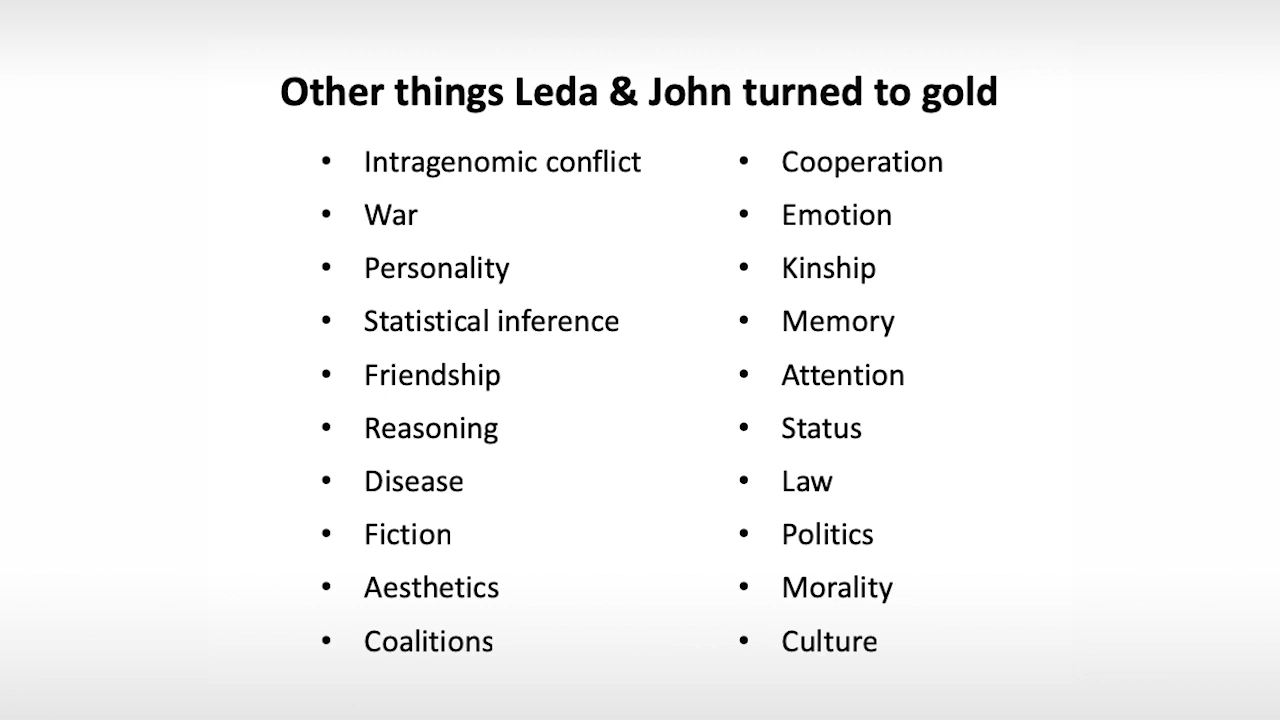 Other things Leda & John turned to gold
• Intragenomic conflict
• War
• Personality
• Statistical inference
• Friendship
• Reasoning
• Disease
• Fiction
• Aesthetics
• Coalitions
• Cooperation
• Emotion
• Kinship
• Memory
• Attention
• Status
• Law
• Politics
• Morality
• Culture